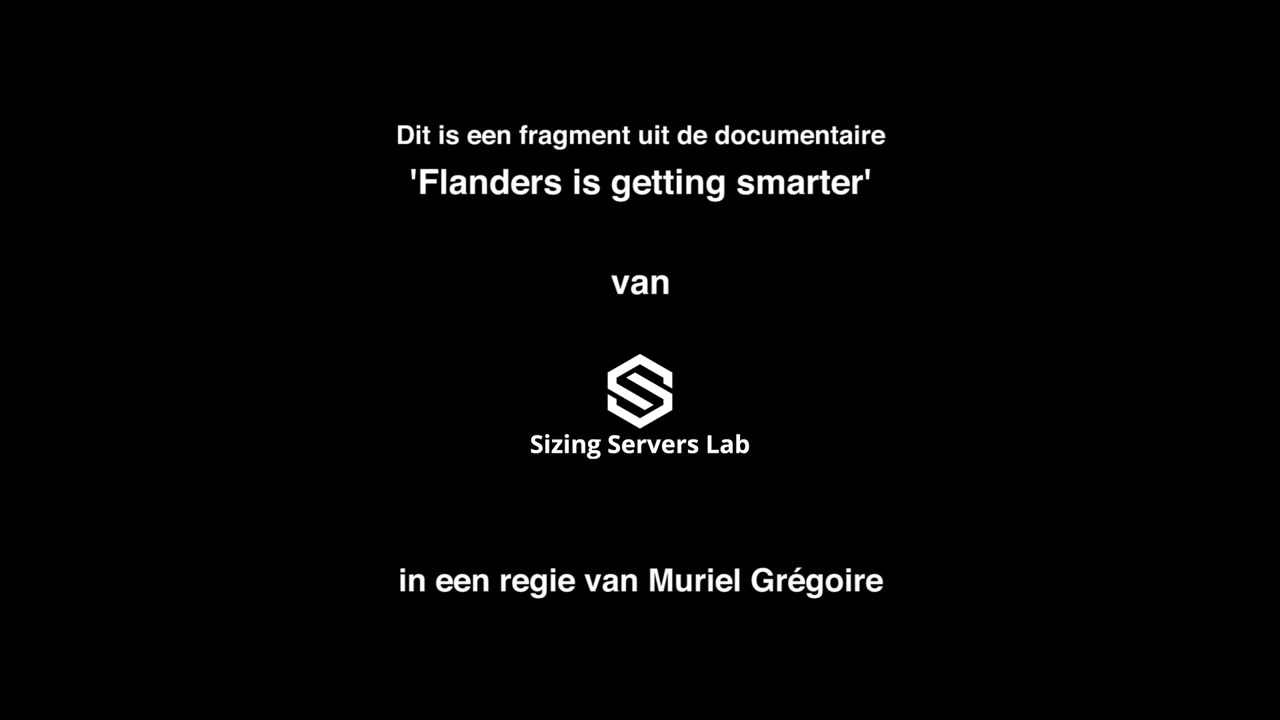 Dit is een fragment uit de documentaire
'Flanders is getting smarter'
van
Sizing Servers Lab
in een regie van Muriel Grégoire